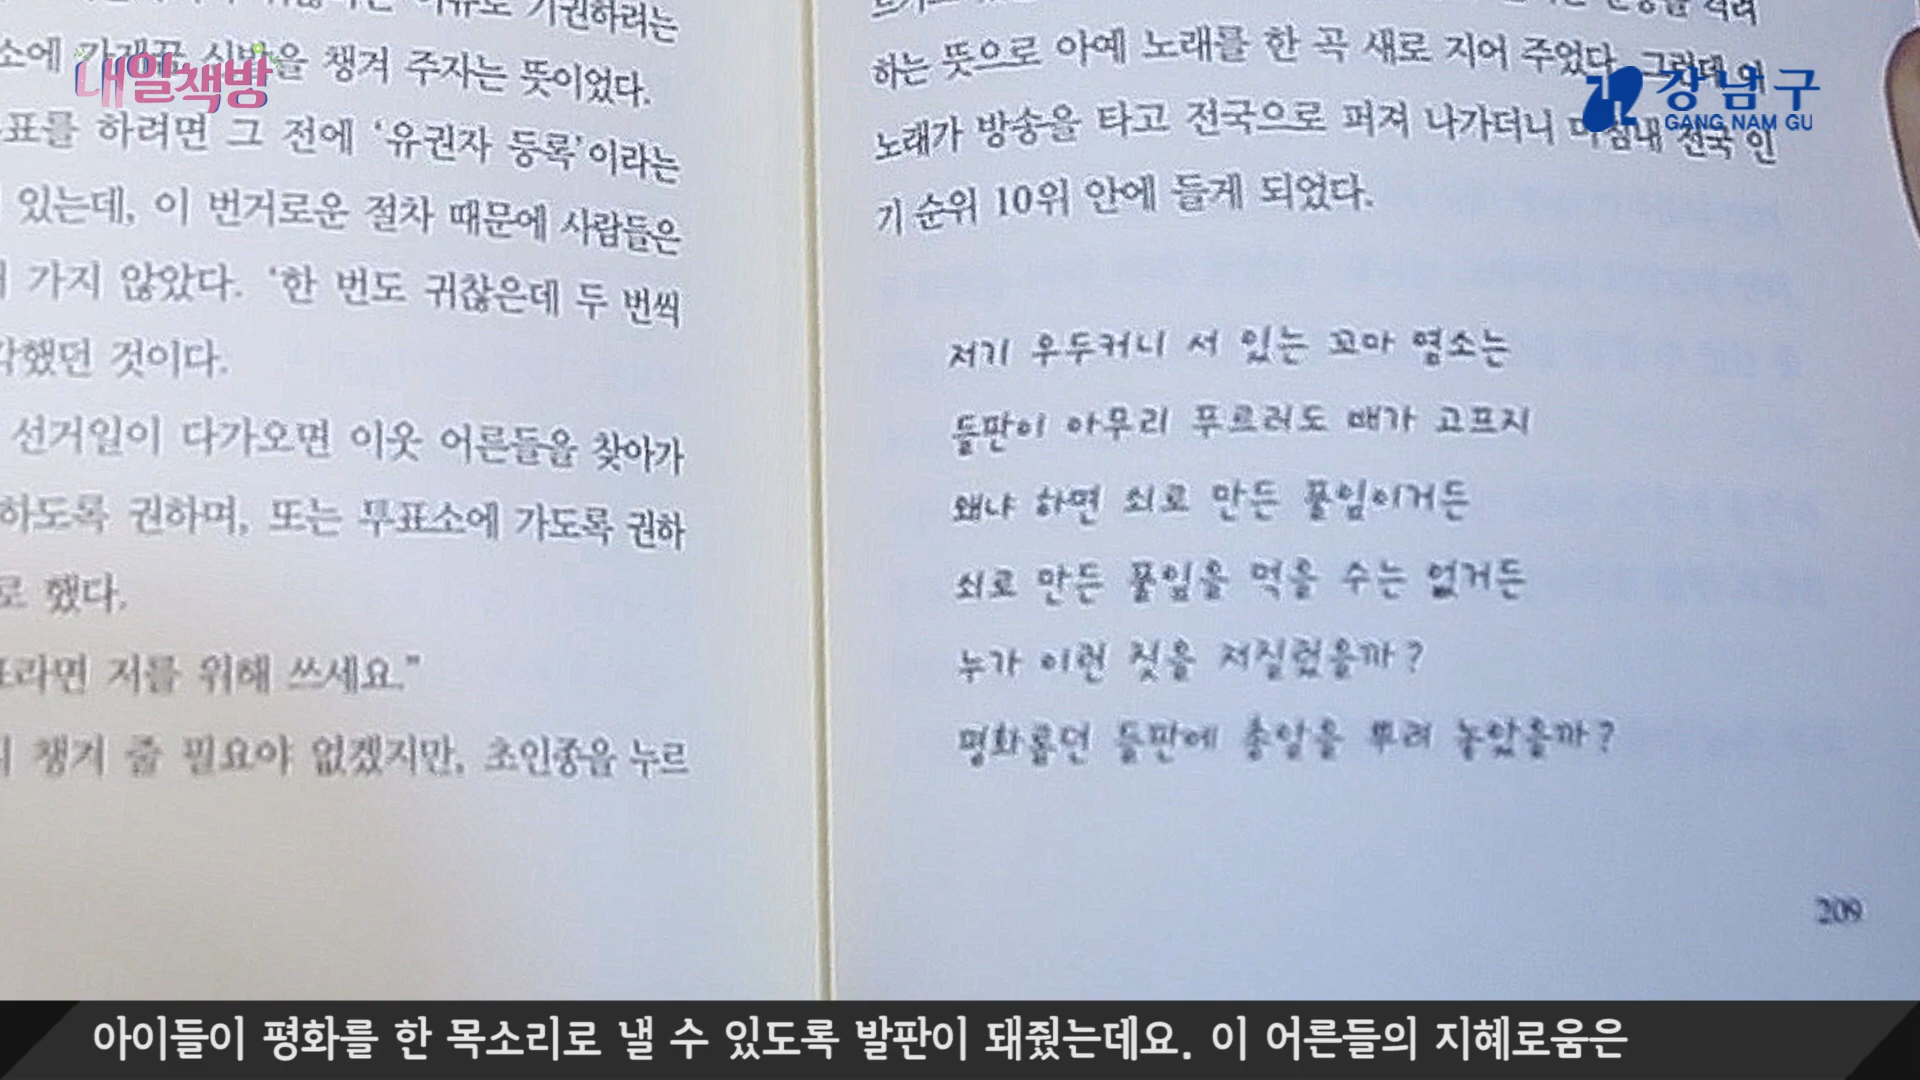 내일책방
강남구
GANG NAM GU
기권하려는
챙겨 주자는 뜻이었다.
표를 하려면 그 전에 ‘유권자 등록’이라는
있는데, 이 번거로운 절차 때문에 사람들은
가지 않았다. ‘한 번도 귀찮은데 두 번씩
각했던 것이다.
선거일이 다가오면 이웃 어른들을 찾아가
하도록 권하며, 또는 투표소에 가도록 권하
로 했다.
라면 저를 위해 쓰세요.”
챙겨 줄 필요야 없겠지만, 초인종을 누르
하는 뜻으로 아예 노래를 한 곡 새로 지어 주었다. 그런데 이
노래가 방송을 타고 전국으로 퍼져 나가더니 마침내 전국 인
기 순위 10위 안에 들게 되었다.
저기 우두커니 서 있는 꼬마 염소는
들판이 아무리 푸르러도 배가 고프지
왜냐 하면 쇠로 만든 풀잎이거든
쇠로 만든 풀잎을 먹을 수는 없거든
누가 이런 짓을 저질렀을까?
평화롭던 들판에 총알을 뿌려 놓았을까?
209
아이들이 평화를 한 목소리로 낼 수 있도록 발판이 돼줬는데요. 이 어른들의 지혜로움은